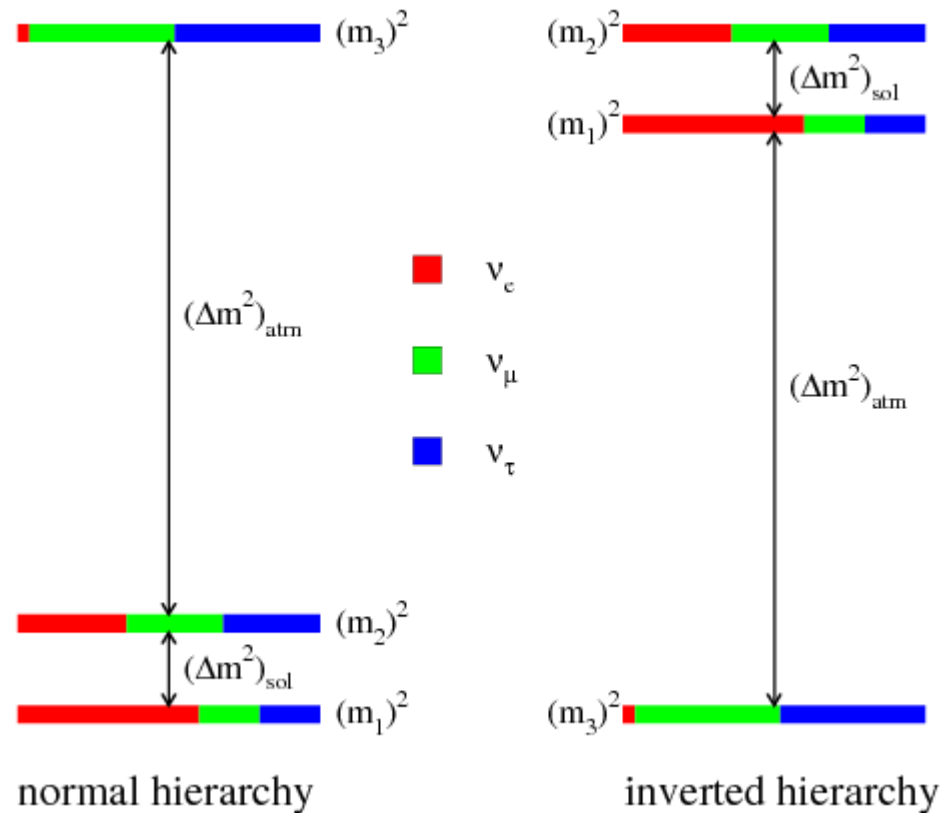 (m₃)²
(Δm²)atm
(m₂)²
(Δm²)sol
(m₁)²
normal hierarchy
νe
νμ
ντ
(m₂)²
(Δm²)sol
(m₁)²
(Δm²)atm
(m₃)²
inverted hierarchy